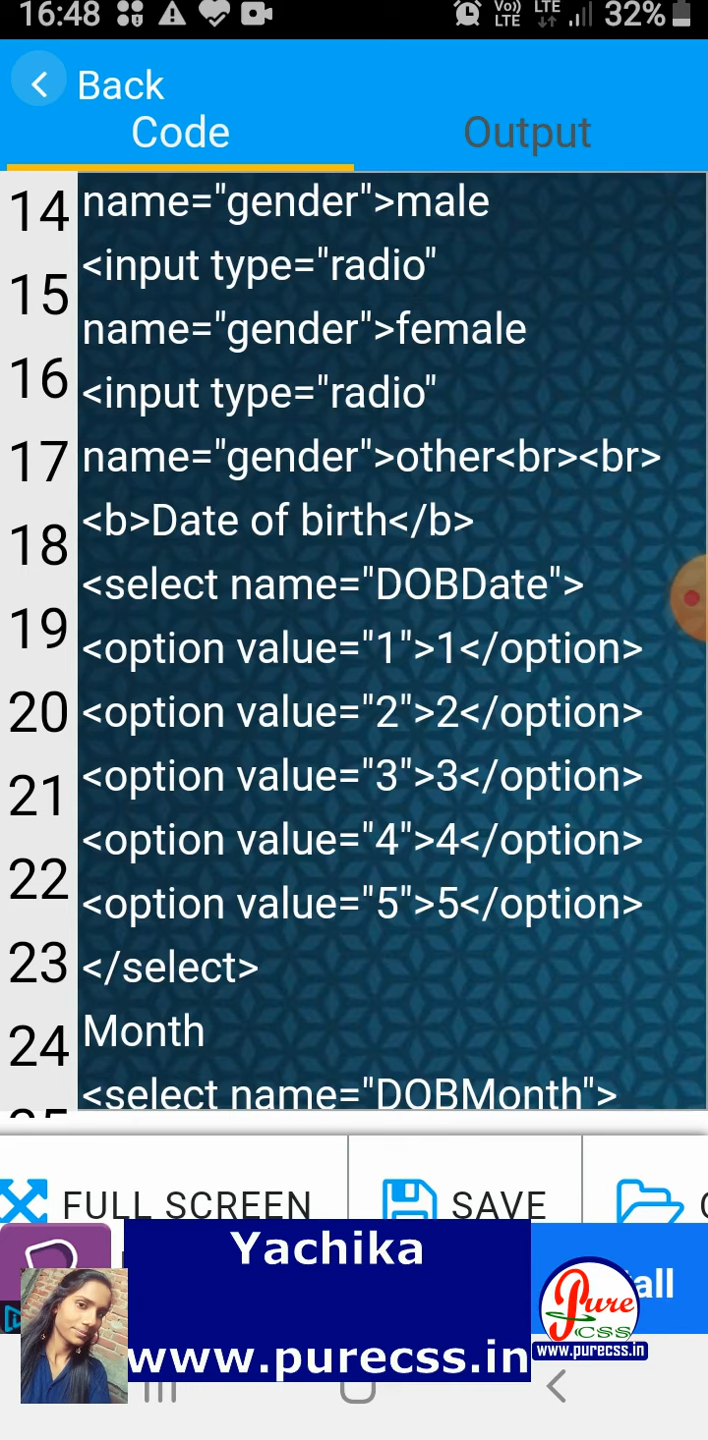 16:48 Vo)) LTE LTE 32%
Back
Code Output
14 name="gender">male
15 <input type="radio"
name="gender">female
16 <input type="radio"
17 name="gender">other<br><br>
18 <b>Date of birth</b>
19 <select name="DOBDate">
<option value="1">1</option>
20 <option value="2">2</option>
21 <option value="3">3</option>
22 <option value="4">4</option>
<option value="5">5</option>
23 </select>
24 Month
<select name="DOBMonth">
FULL SCREEN SAVE
Yachika
www.purecss.in
Pure
CSS
www.purecss.in
all